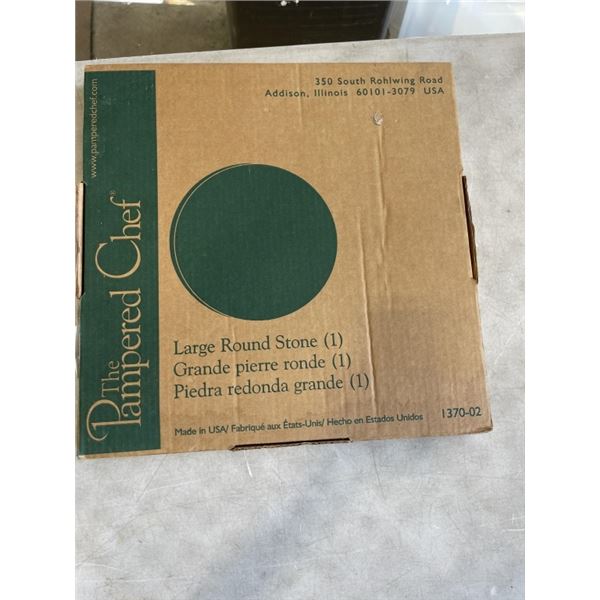 350 South Rohlwing Road
Addison, Illinois 60101-3079 USA
www.pamperedchef.com
The
Pampered Chef®
Large Round Stone (1)
Grande pierre ronde (1)
Piedra redonda grande (1)
Made in USA/ Fabriqué aux États-Unis/ Hecho en Estados Unidos
1370-02